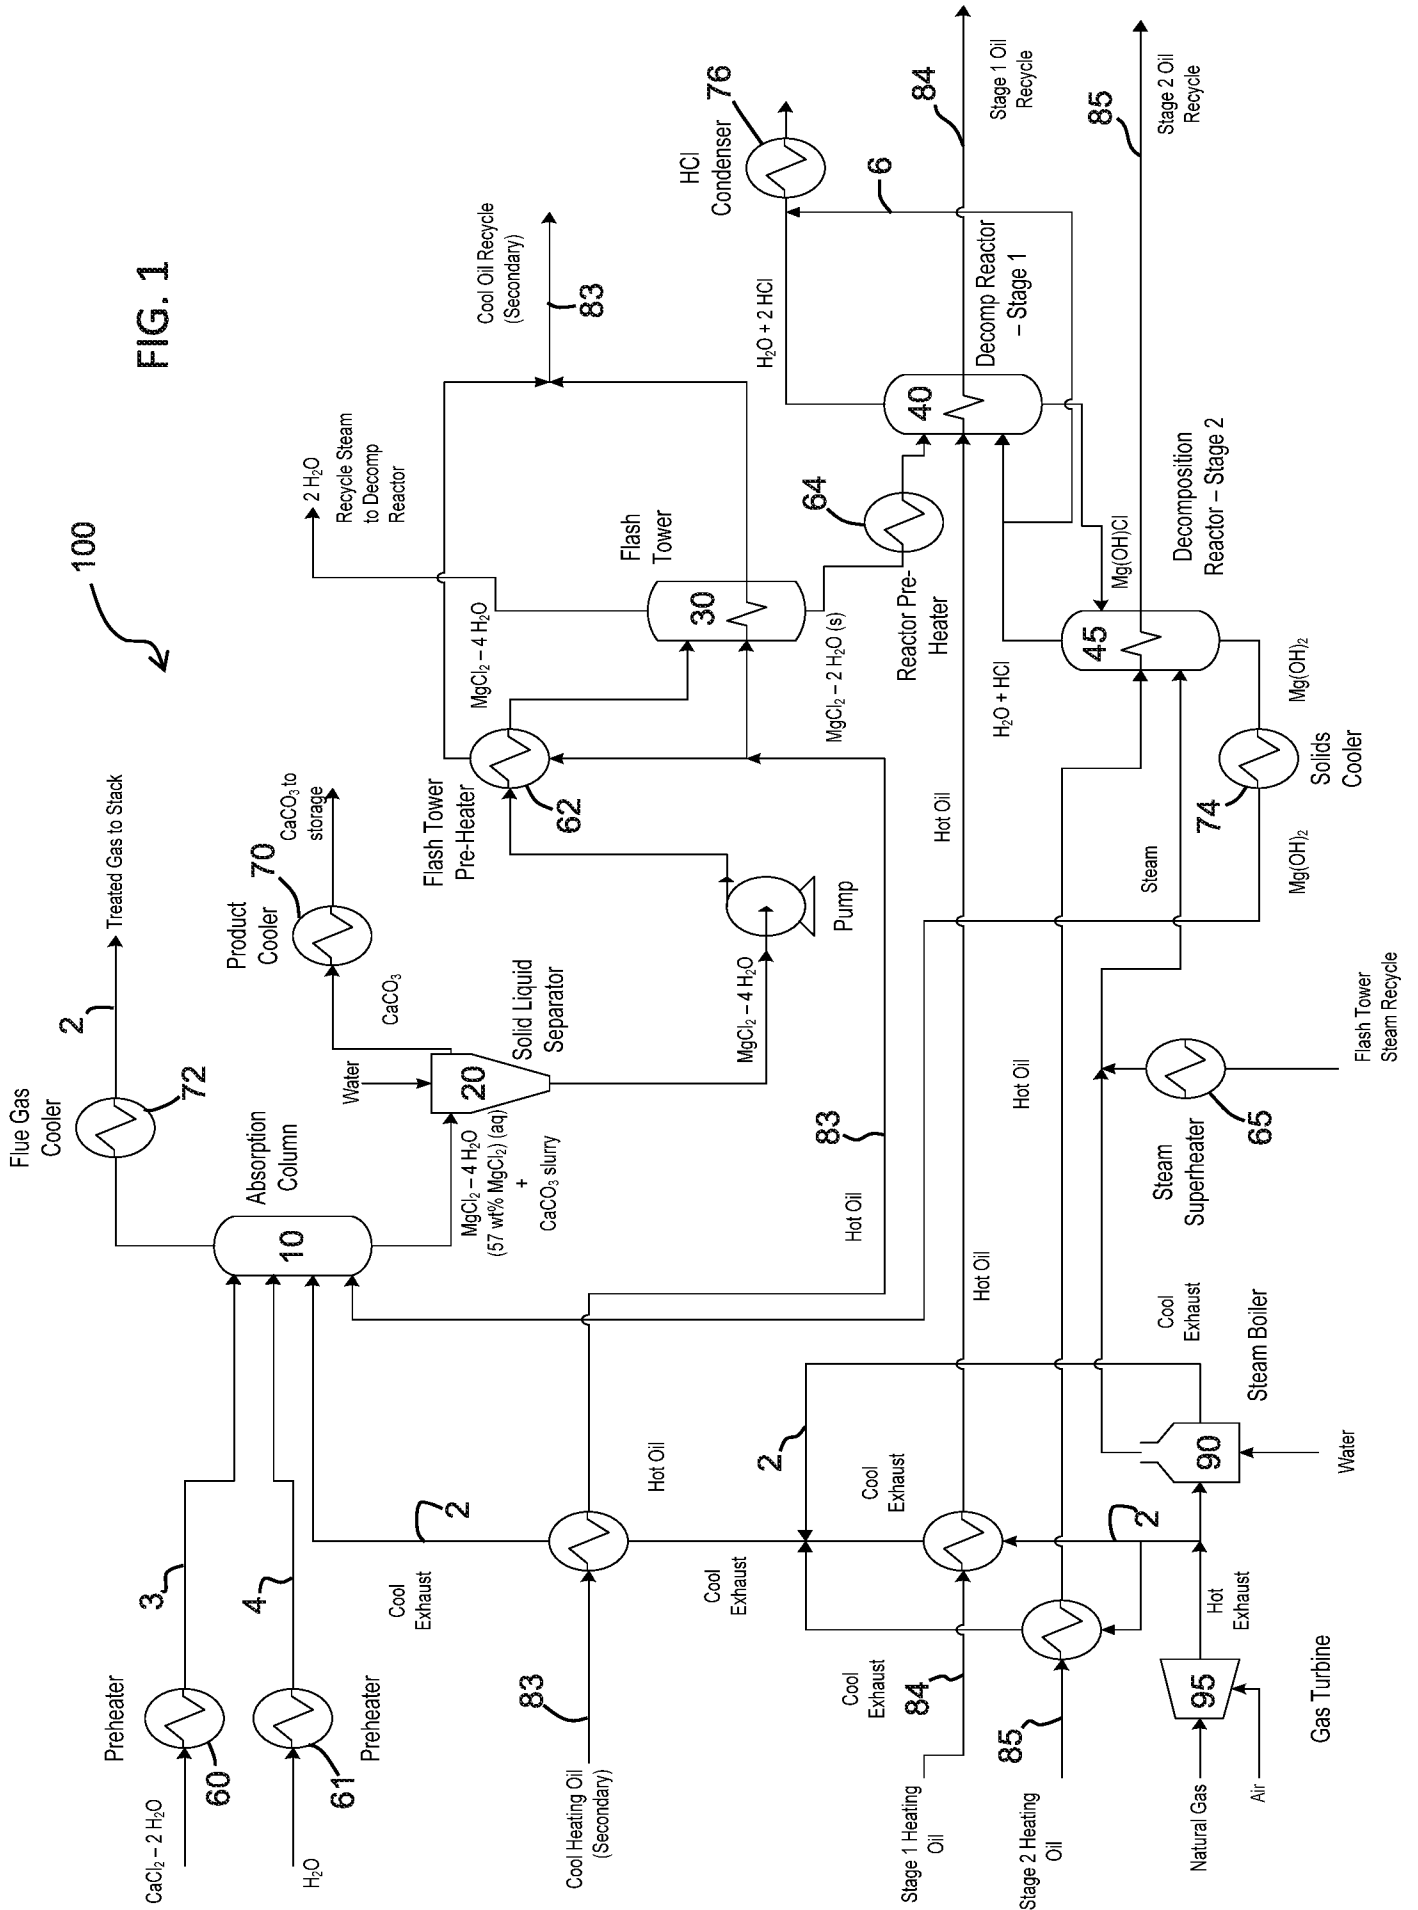 FIG. 1
100
Flue Gas
Cooler
72
2
Treated Gas to Stack
Absorption
Column
10
Product
Cooler
70
CaCO₃ to
storage
CaCO₃
Water
20
Solid Liquid
Separator
MgCl₂ – 4 H₂O
(57 wt% MgCl₂) (aq)
+
CaCO₃ slurry
MgCl₂ – 4 H₂O
Pump
Flash Tower
Pre-Heater
62
MgCl₂ – 4 H₂O
2 H₂O
Recycle Steam
to Decomp
Reactor
Flash
Tower
30
MgCl₂ – 2 H₂O (s)
Cool Oil Recycle
(Secondary)
83
Reactor Pre-
Heater
64
H₂O + 2 HCl
HCl
Condenser
76
6
40
Decomp Reactor
– Stage 1
84
Stage 1 Oil
Recycle
85
Stage 2 Oil
Recycle
H₂O + HCl
Mg(OH)Cl
45
Decomposition
Reactor – Stage 2
Mg(OH)₂
Solids
Cooler
74
Mg(OH)₂
Steam
Hot Oil
Hot Oil
Flash Tower
Steam Recycle
65
Steam
Superheater
83
Hot Oil
Hot Oil
Cool
Exhaust
Steam Boiler
90
Water
Preheater
60
3
CaCl₂ – 2 H₂O
Preheater
61
4
H₂O
Cool
Exhaust
2
Hot Oil
83
Cool Heating Oil
(Secondary)
Cool
Exhaust
2
Cool
Exhaust
Cool
Exhaust
84
Stage 1 Heating
Oil
85
Stage 2 Heating
Oil
2
Hot
Exhaust
95
Gas Turbine
Natural Gas
Air